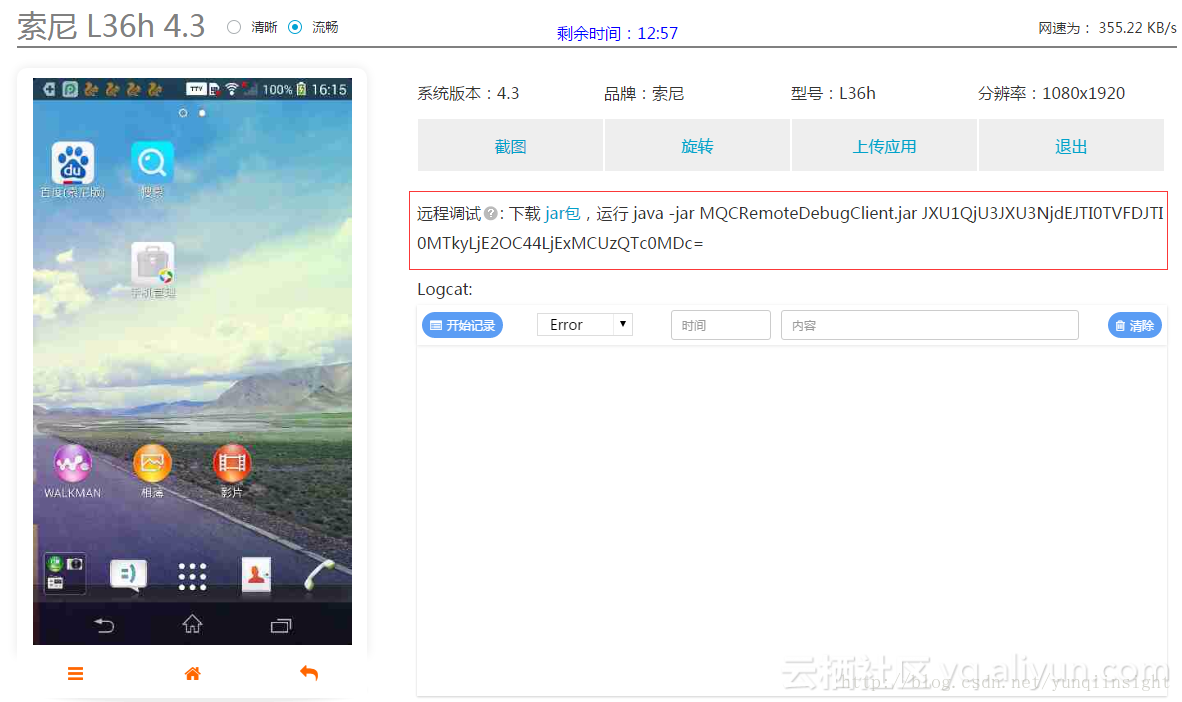 索尼 L36h 4.3
清晰
流畅
剩余时间：12:57
网速为： 355.22 KB/s
TTY
100%
16:15
du
百度(索尼版)
搜索
手机管理
WALKMAN
相薄
影片
系统版本：4.3
品牌：索尼
型号：L36h
分辨率：1080x1920
截图
旋转
上传应用
退出
远程调试?: 下载 jar包，运行 java -jar MQCRemoteDebugClient.jar JXU1QjU3JXU3NjdEJTI0TVFDJTI
0MTkyLjE2OC44LjExMCUzQTc0MDc=
Logcat:
开始记录
Error
时间
内容
清除
云栖社区 yq.aliyun.com
http://blog.csdn.net/yunqiinsight